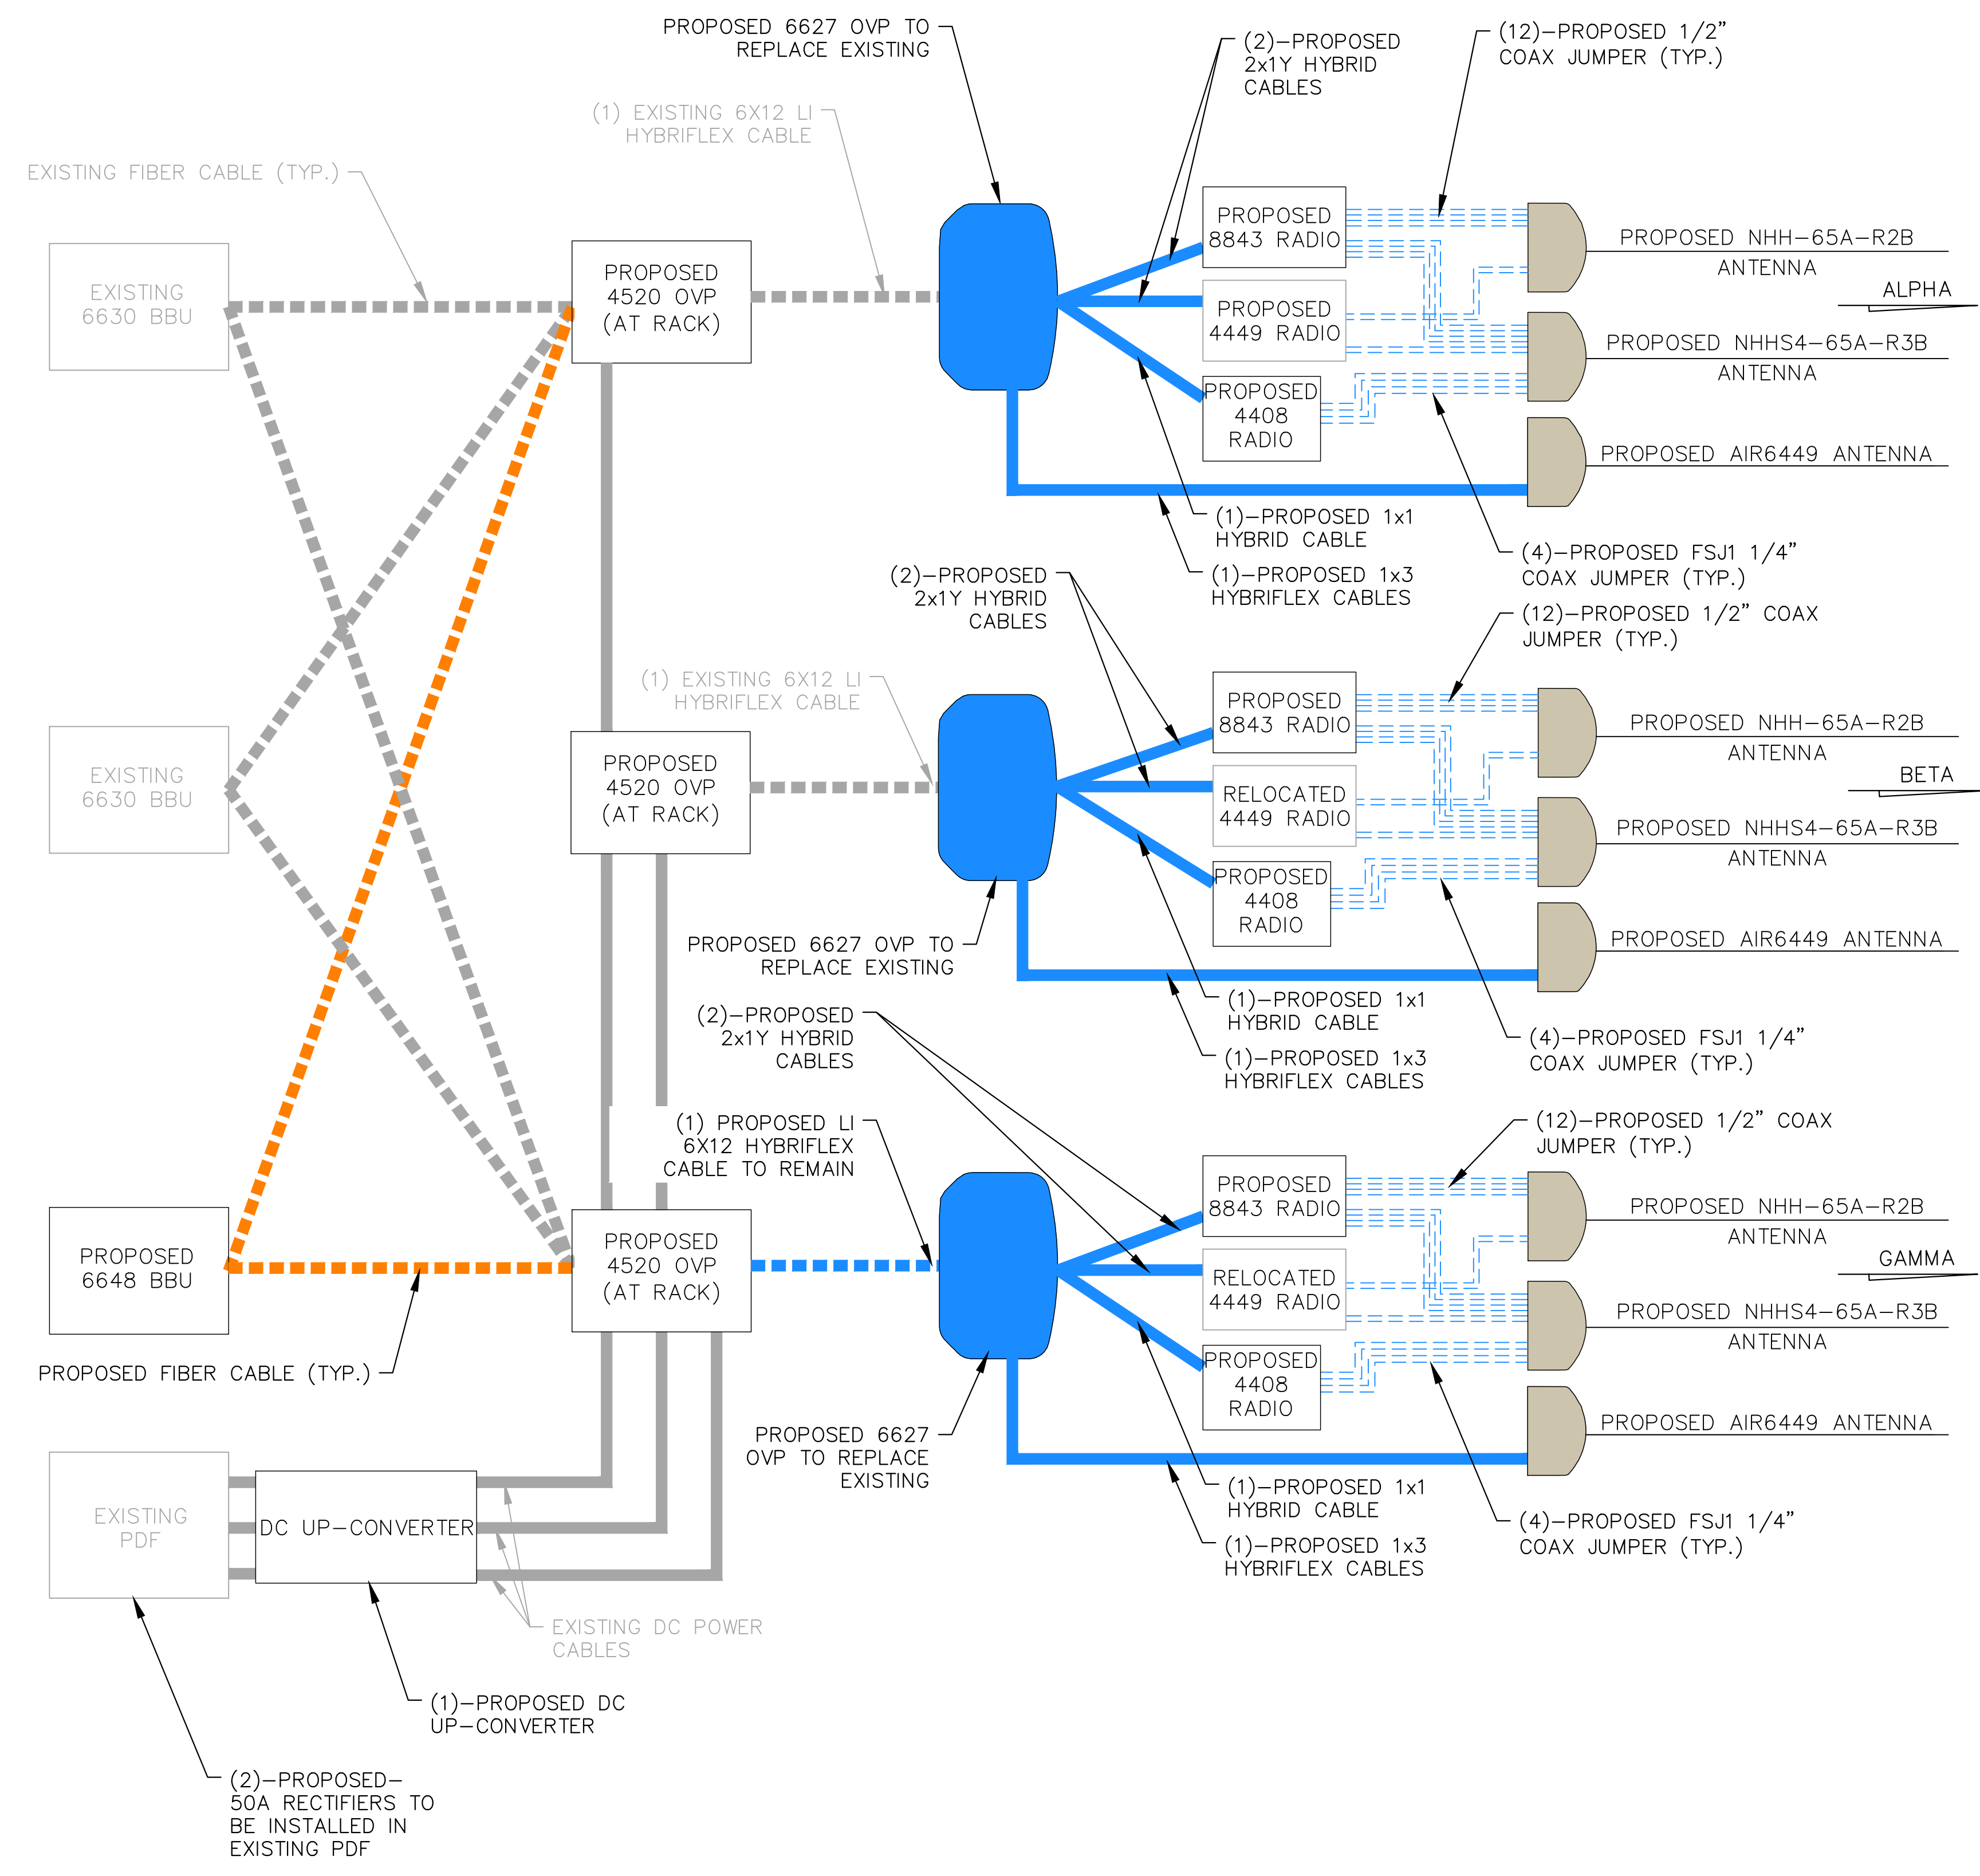 PROPOSED 6627 OVP TO
REPLACE EXISTING
(2)-PROPOSED
2x1Y HYBRID
CABLES
(12)-PROPOSED 1/2"
COAX JUMPER (TYP.)
(1) EXISTING 6X12 LI
HYBRIFLEX CABLE
EXISTING FIBER CABLE (TYP.)
EXISTING
6630 BBU
PROPOSED
4520 OVP
(AT RACK)
PROPOSED
8843 RADIO
PROPOSED
4449 RADIO
PROPOSED
4408
RADIO
PROPOSED NHH-65A-R2B
ANTENNA
ALPHA
PROPOSED NHHS4-65A-R3B
ANTENNA
PROPOSED AIR6449 ANTENNA
(1)-PROPOSED 1x1
HYBRID CABLE
(1)-PROPOSED 1x3
HYBRIFLEX CABLES
(4)-PROPOSED FSJ1 1/4"
COAX JUMPER (TYP.)
(2)-PROPOSED
2x1Y HYBRID
CABLES
(12)-PROPOSED 1/2" COAX
JUMPER (TYP.)
(1) EXISTING 6X12 LI
HYBRIFLEX CABLE
EXISTING
6630 BBU
PROPOSED
4520 OVP
(AT RACK)
PROPOSED
8843 RADIO
RELOCATED
4449 RADIO
PROPOSED
4408
RADIO
PROPOSED NHH-65A-R2B
ANTENNA
BETA
PROPOSED NHHS4-65A-R3B
ANTENNA
PROPOSED AIR6449 ANTENNA
PROPOSED 6627 OVP TO
REPLACE EXISTING
(1)-PROPOSED 1x1
HYBRID CABLE
(1)-PROPOSED 1x3
HYBRIFLEX CABLES
(4)-PROPOSED FSJ1 1/4"
COAX JUMPER (TYP.)
(2)-PROPOSED
2x1Y HYBRID
CABLES
(1) PROPOSED LI
6X12 HYBRIFLEX
CABLE TO REMAIN
(12)-PROPOSED 1/2" COAX
JUMPER (TYP.)
PROPOSED
6648 BBU
PROPOSED
4520 OVP
(AT RACK)
PROPOSED
8843 RADIO
RELOCATED
4449 RADIO
PROPOSED
4408
RADIO
PROPOSED NHH-65A-R2B
ANTENNA
GAMMA
PROPOSED NHHS4-65A-R3B
ANTENNA
PROPOSED AIR6449 ANTENNA
PROPOSED FIBER CABLE (TYP.)
PROPOSED 6627
OVP TO REPLACE
EXISTING
(1)-PROPOSED 1x1
HYBRID CABLE
(1)-PROPOSED 1x3
HYBRIFLEX CABLES
(4)-PROPOSED FSJ1 1/4"
COAX JUMPER (TYP.)
EXISTING
PDF
DC UP-CONVERTER
EXISTING DC POWER
CABLES
(1)-PROPOSED DC
UP-CONVERTER
(2)-PROPOSED-
50A RECTIFIERS TO
BE INSTALLED IN
EXISTING PDF